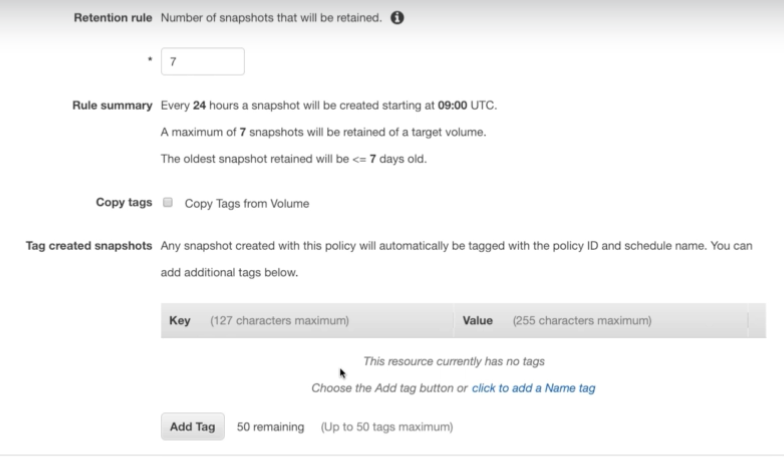 Retention rule Number of snapshots that will be retained.
* 7
Rule summary Every 24 hours a snapshot will be created starting at 09:00 UTC.
A maximum of 7 snapshots will be retained of a target volume.
The oldest snapshot retained will be <= 7 days old.
Copy tags Copy Tags from Volume
Tag created snapshots Any snapshot created with this policy will automatically be tagged with the policy ID and schedule name. You can
add additional tags below.
Key (127 characters maximum) Value (255 characters maximum)
This resource currently has no tags
Choose the Add tag button or click to add a Name tag
Add Tag 50 remaining (Up to 50 tags maximum)